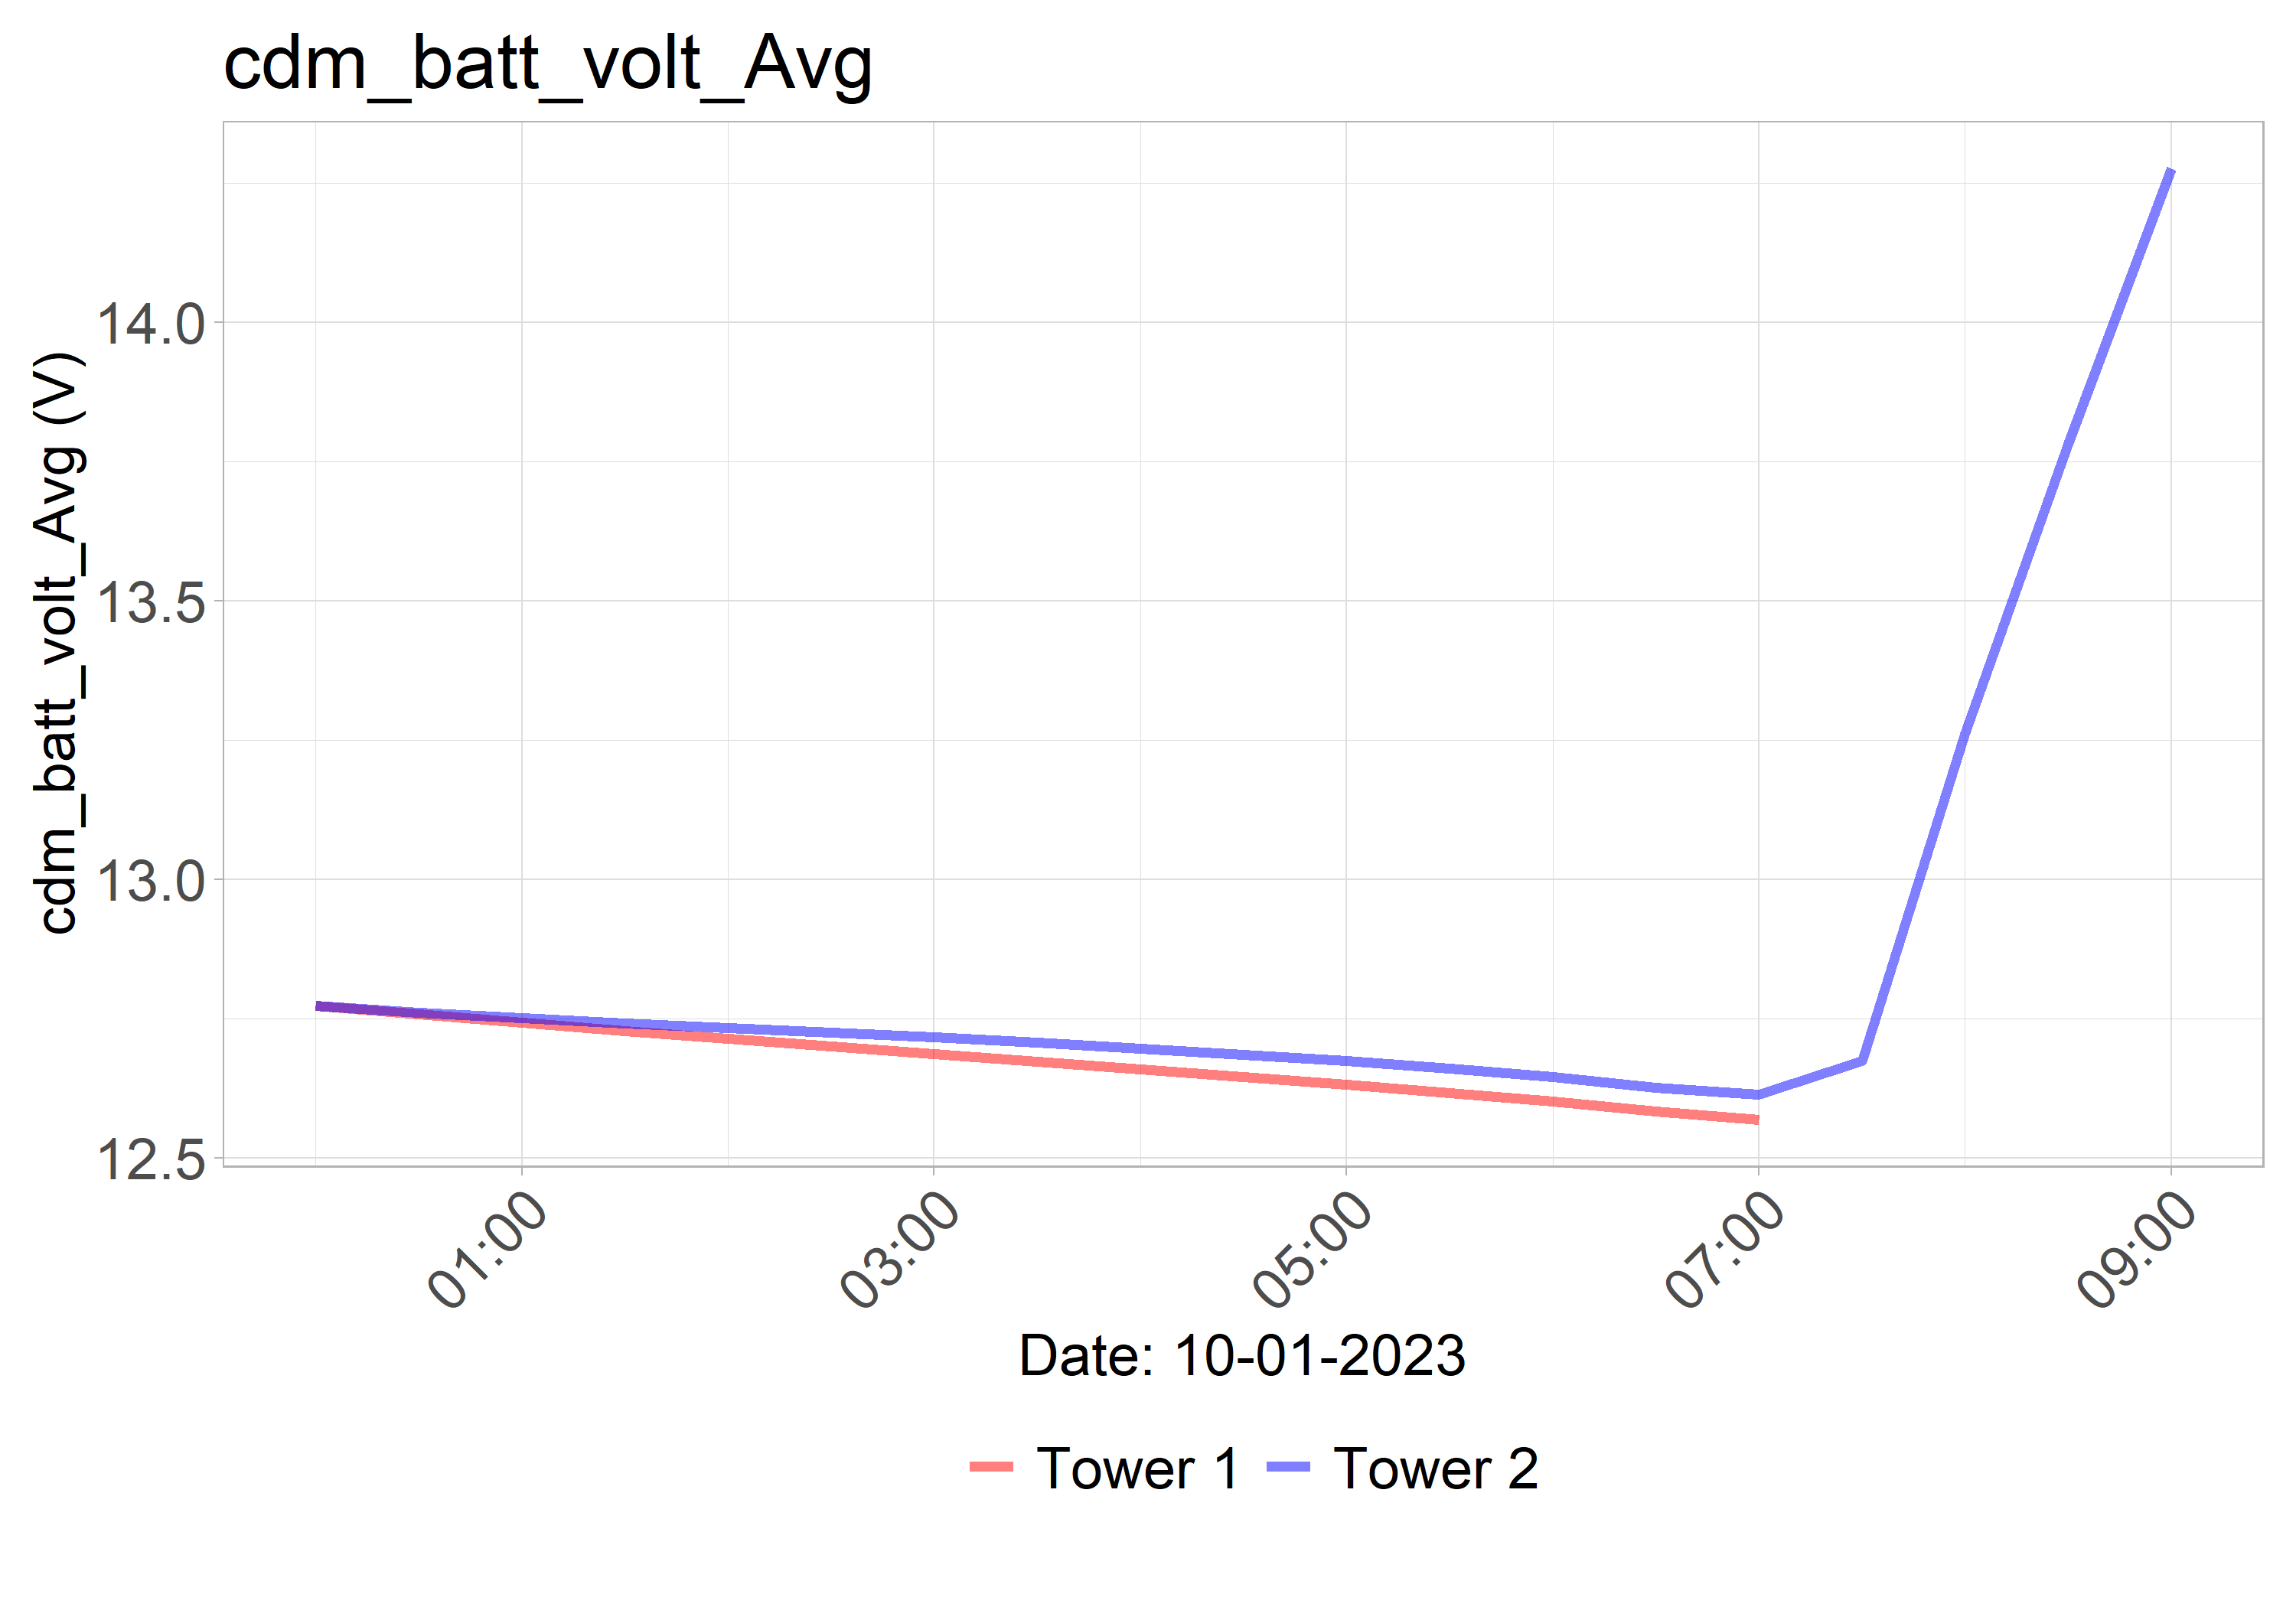 cdm_batt_volt_Avg
cdm_batt_volt_Avg (V)
14.0
13.5
13.0
12.5
01:00
03:00
05:00
07:00
09:00
Date: 10-01-2023
Tower 1
Tower 2